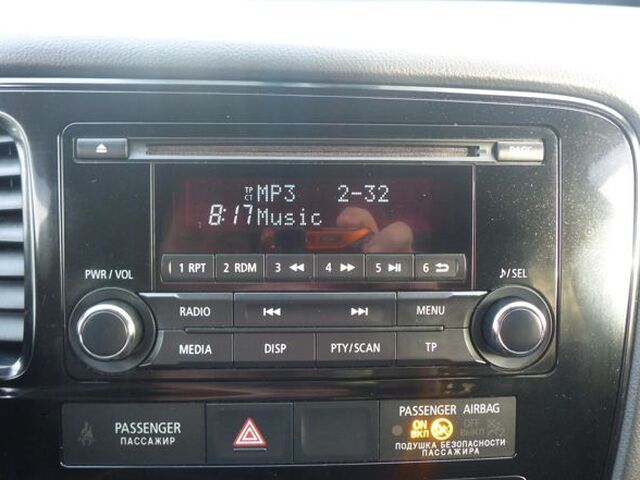 PAGE
TP
CT
MP3 2-32
8:17 Music
1 RPT 2 RDM 3 4 5 6
PWR / VOL
♪/SEL
RADIO MENU
MEDIA DISP PTY/SCAN TP
PASSENGER
ПАССАЖИР
PASSENGER AIRBAG
ON OFF
ВКЛ ВЫКЛ
ПОДУШКА БЕЗОПАСНОСТИ
ПАССАЖИРА